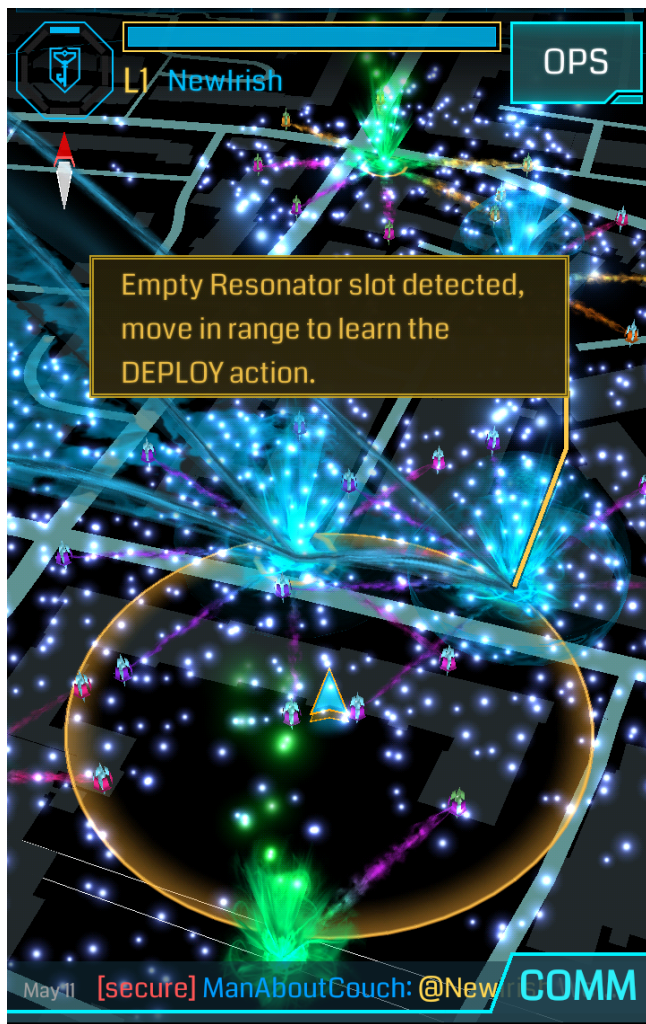 OPS
L1 NewIrish
Empty Resonator slot detected,
move in range to learn the
DEPLOY action.
May 11 [secure] ManAboutCouch: @New
COMM